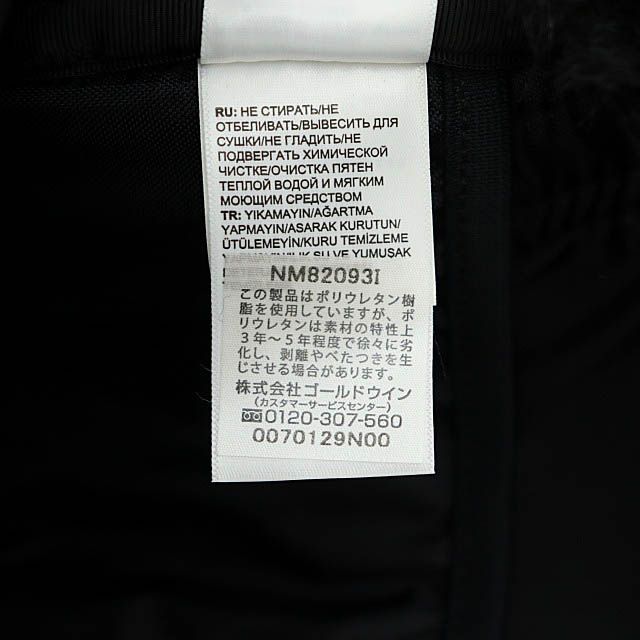 RU: НЕ СТИРАТЬ/НЕ
ОТБЕЛИВАТЬ/ВЫВЕСИТЬ ДЛЯ
СУШКИ/НЕ ГЛАДИТЬ/НЕ
ПОДВЕРГАТЬ ХИМИЧЕСКОЙ
ЧИСТКЕ/ОЧИСТКА ПЯТЕН
ТЕПЛОЙ ВОДОЙ И МЯГКИМ
МОЮЩИМ СРЕДСТВОМ
TR: YIKAMAYIN/AĞARTMA
YAPMAYIN/ASARAK KURUTUN/
ÜTÜLEMEYİN/KURU TEMİZLEME
SU VE YUMUŞAK
NM82093I
この製品はポリウレタン樹
脂を使用していますが、ポ
リウレタンは素材の特性上
3年～5年程度で徐々に劣
化し、剥離やべたつきを生
じさせる場合があります。
株式会社ゴールドウイン
(カスタマーサービスセンター)
0120-307-560
0070129N00